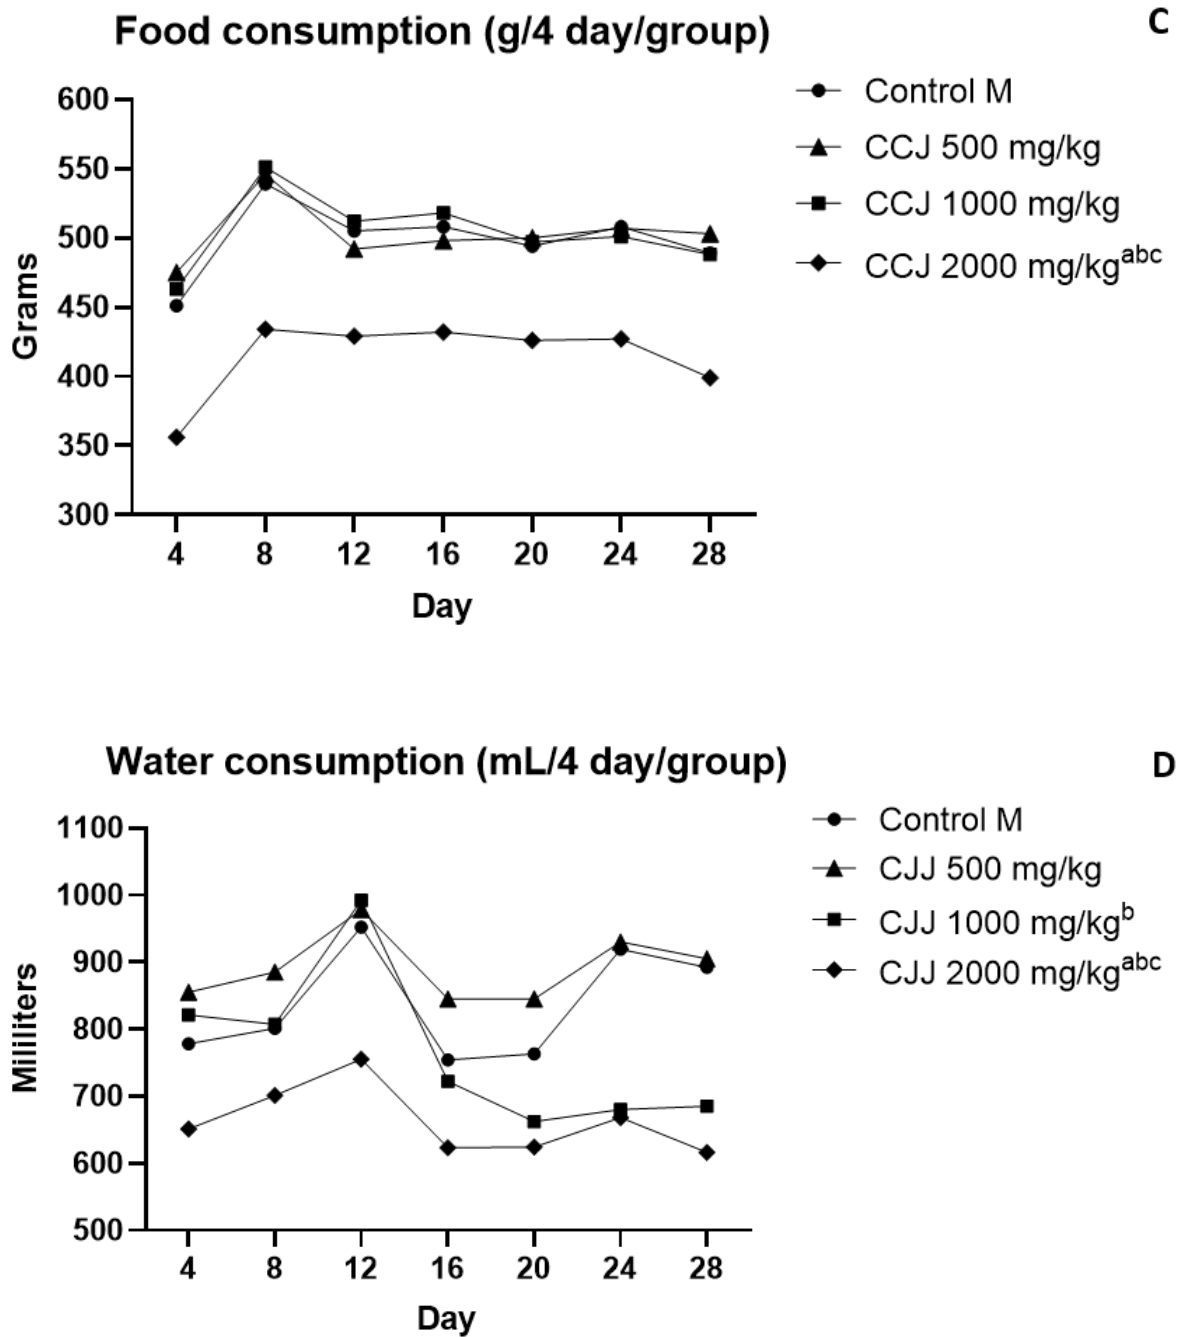 Food consumption (g/4 day/group)
C
Control M
CCJ 500 mg/kg
CCJ 1000 mg/kg
CCJ 2000 mg/kgabc
Grams
600
550
500
450
400
350
300
4 8 12 16 20 24 28
Day
Water consumption (mL/4 day/group)
D
Control M
CJJ 500 mg/kg
CJJ 1000 mg/kgb
CJJ 2000 mg/kgabc
Mililiters
1100
1000
900
800
700
600
500
4 8 12 16 20 24 28
Day